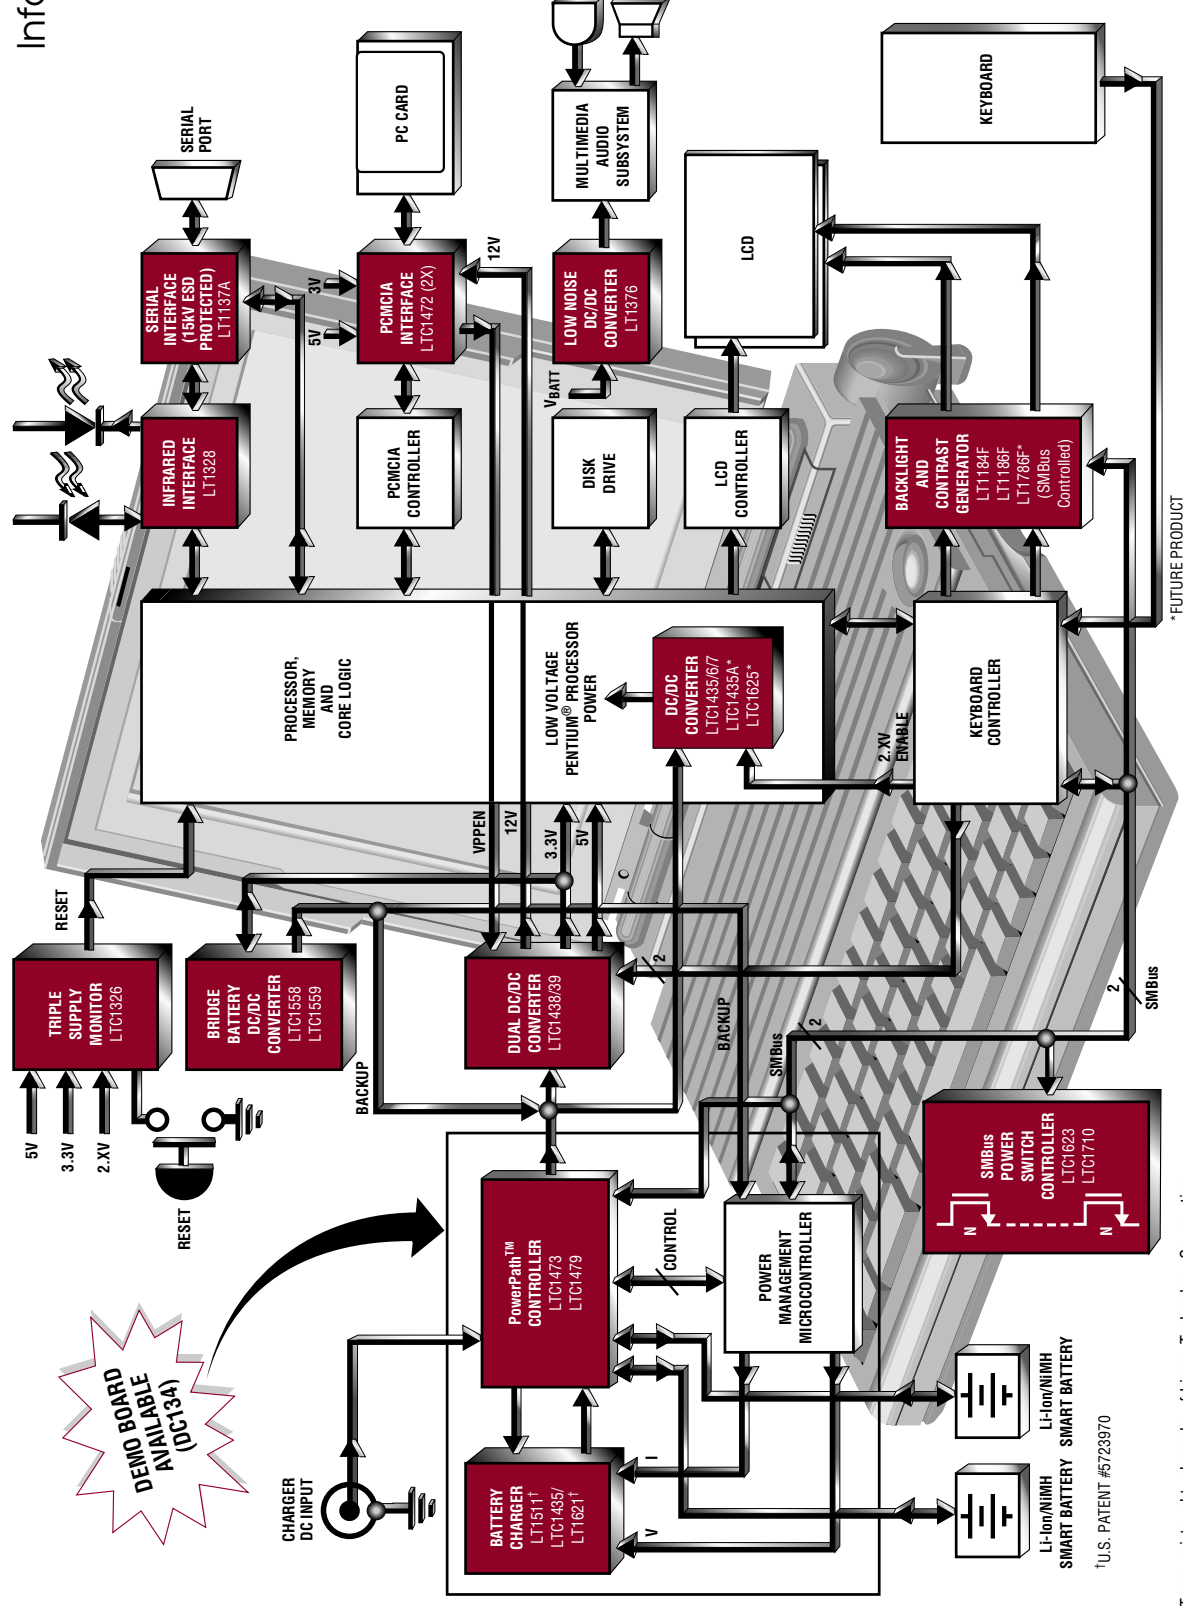 Info
DEMO BOARD
AVAILABLE
(DC134)
CHARGER
DC INPUT
BATTERY
CHARGER
LT1511†
LTC1435/
LT1621†
V
I
Li-Ion/NiMH
SMART BATTERY
Li-Ion/NiMH
SMART BATTERY
†U.S. PATENT #5723970
PowerPath™
CONTROLLER
LTC1473
LTC1479
CONTROL
POWER
MANAGEMENT
MICROCONTROLLER
SMBus
POWER
SWITCH
CONTROLLER
LTC1623
LTC1710
N
N
RESET
5V
3.3V
2.XV
TRIPLE
SUPPLY
MONITOR
LTC1326
RESET
BRIDGE
BATTERY
DC/DC
CONVERTER
LTC1558
LTC1559
BACKUP
DUAL DC/DC
CONVERTER
LTC1438/39
2
BACKUP
SMBus
2
2
SMBus
VPPEN
12V
3.3V
5V
PROCESSOR,
MEMORY
AND
CORE LOGIC
LOW VOLTAGE
PENTIUM® PROCESSOR
POWER
DC/DC
CONVERTER
LTC1435/6/7
LTC1435A*
LTC1625*
2.XV
ENABLE
KEYBOARD
CONTROLLER
INFRARED
INTERFACE
LT1328
SERIAL
INTERFACE
(15kV ESD
PROTECTED)
LT1137A
SERIAL
PORT
PCMCIA
CONTROLLER
5V
3V
PCMCIA
INTERFACE
LTC1472 (2X)
12V
PC CARD
DISK
DRIVE
VBATT
LOW NOISE
DC/DC
CONVERTER
LT1376
MULTIMEDIA
AUDIO
SUBSYSTEM
LCD
CONTROLLER
LCD
BACKLIGHT
AND
CONTRAST
GENERATOR
LT1184F
LT1186F
LT1786F*
(SMBus
Controlled)
KEYBOARD
*FUTURE PRODUCT